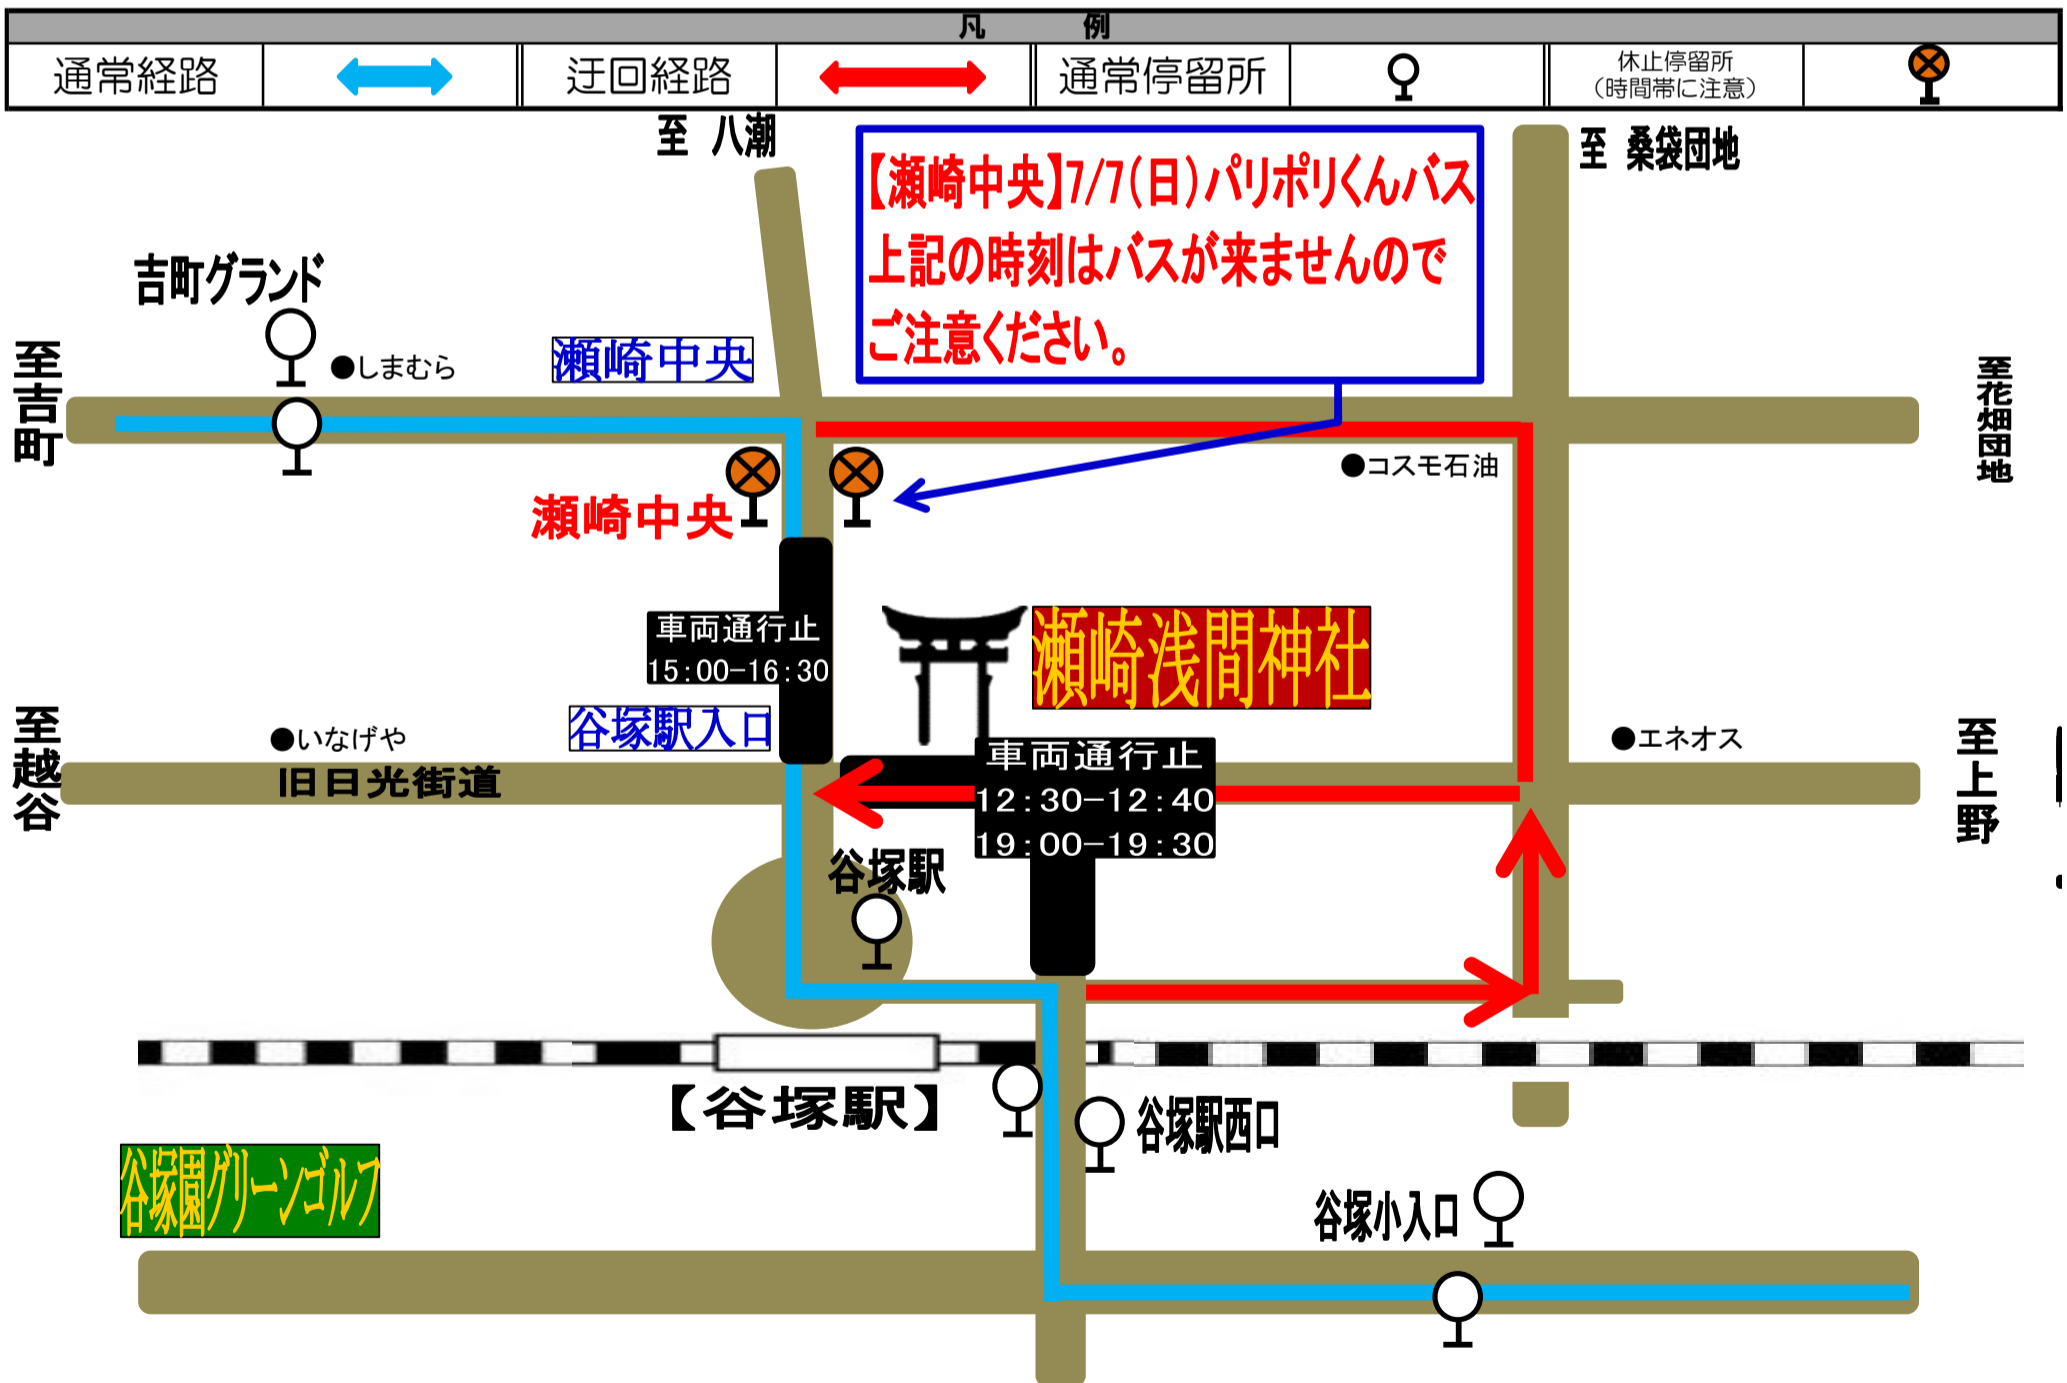 凡 例
通常経路
迂回経路
通常停留所
休止停留所
(時間帯に注意)
至 八潮
至 桑袋団地
【瀬崎中央】7/7(日)パリポリくんバス
上記の時刻はバスが来ませんので
ご注意ください。
吉町グランド
●しまむら
瀬崎中央
至吉町
至花畑団地
●コスモ石油
瀬崎中央
車両通行止
15:00-16:30
瀬崎浅間神社
谷塚駅入口
至越谷
●いなげや
旧日光街道
車両通行止
12:30-12:40
19:00-19:30
●エネオス
至上野
谷塚駅
【谷塚駅】
谷塚駅西口
谷塚園グリーンゴルフ
谷塚小入口